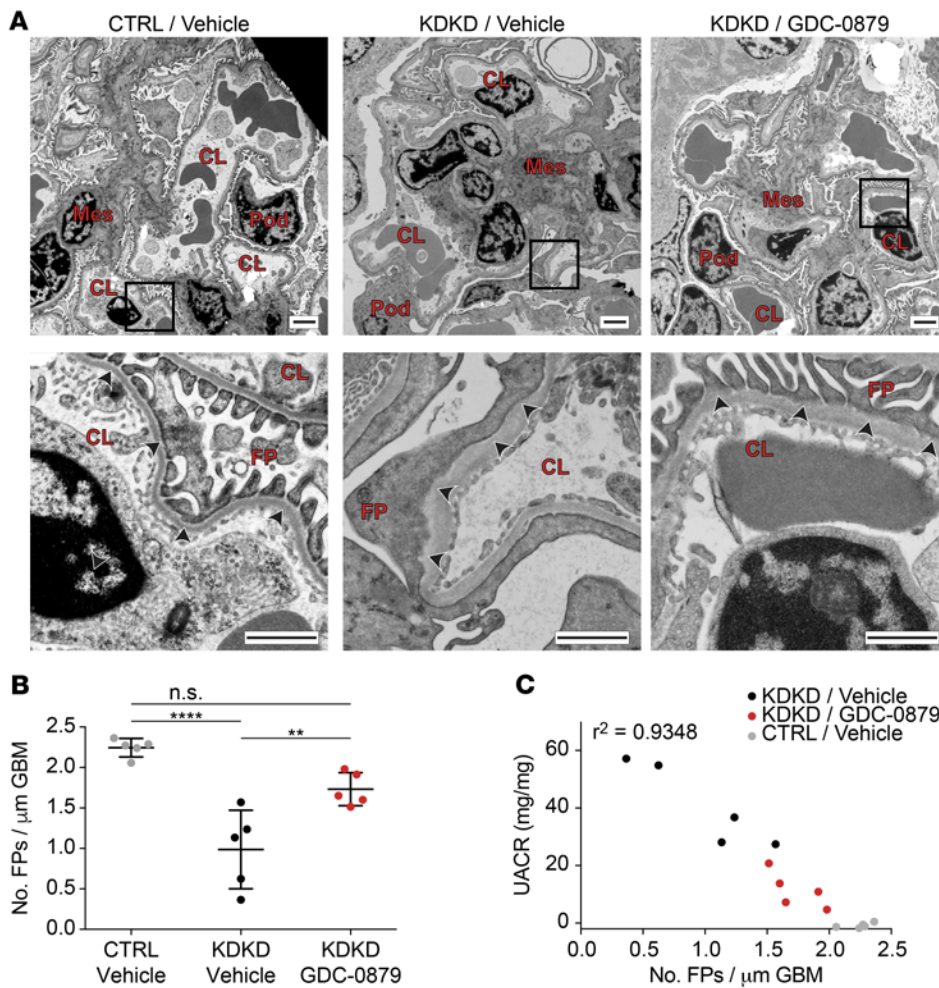 A
CTRL / Vehicle
KDKD / Vehicle
KDKD / GDC-0879
CL
Mes
Pod
CL
CL
CL
Mes
CL
Pod
Mes
Pod
CL
CL
CL
CL
FP
CL
FP
FP
CL
B
n.s.
****
**
No. FPs / μm GBM
2.5
2.0
1.5
1.0
0.5
0.0
CTRL
Vehicle
KDKD
Vehicle
KDKD
GDC-0879
C
KDKD / Vehicle
KDKD / GDC-0879
CTRL / Vehicle
r² = 0.9348
UACR (mg/mg)
60
40
20
0
0.0 0.5 1.0 1.5 2.0 2.5
No. FPs / μm GBM